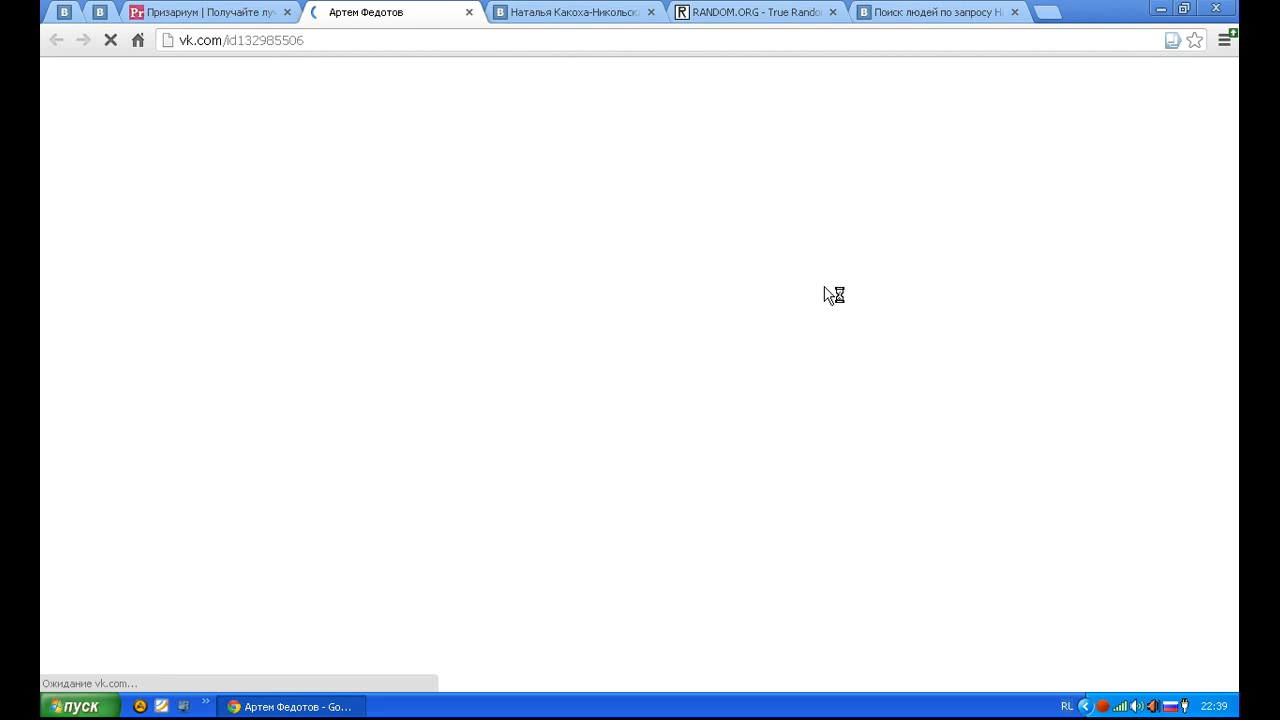 B
B
Pr Призариум | Получайте лу
Артем Федотов
B Наталья Какоха-Никольск
R RANDOM.ORG - True Rando
B Поиск людей по запросу Н
vk.com/id132985506
Ожидание vk.com...
пуск
Артем Федотов - Go...
RL
22:39